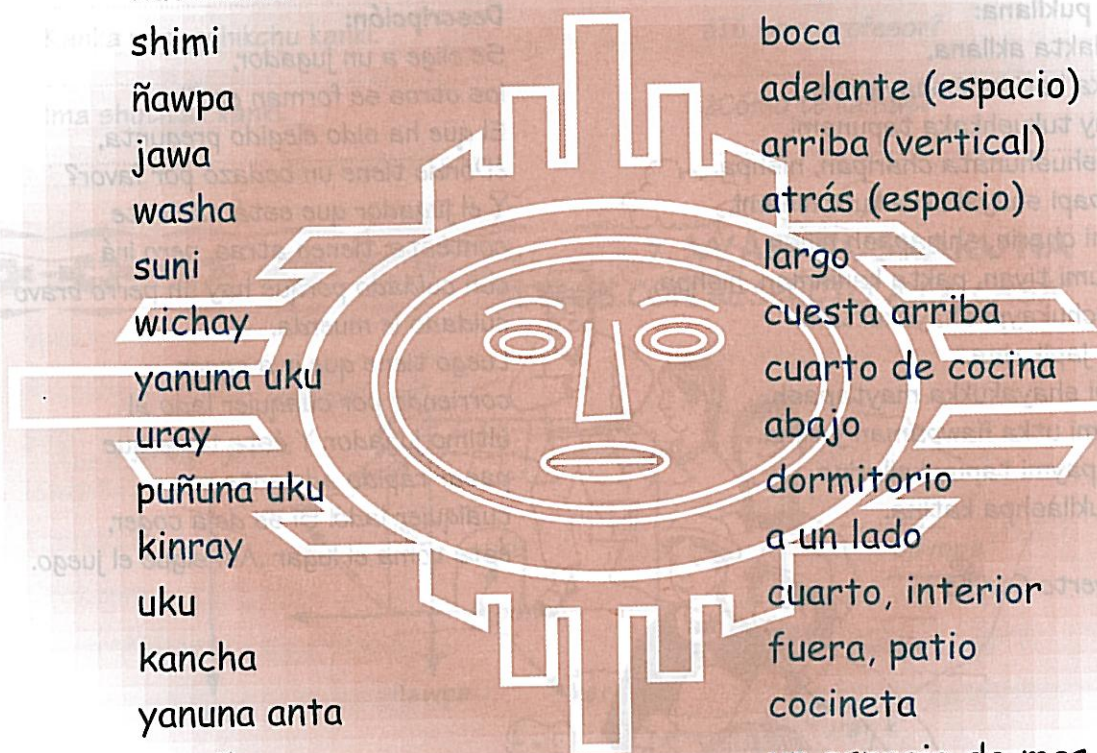 shimi boca
ñawpa adelante (espacio)
jawa arriba (vertical)
washa atrás (espacio)
suni largo
wichay cuesta arriba
yanuna uku cuarto de cocina
uray abajo
puñuna uku dormitorio
kinray a un lado
uku cuarto, interior
kancha fuera, patio
yanuna anta cocineta